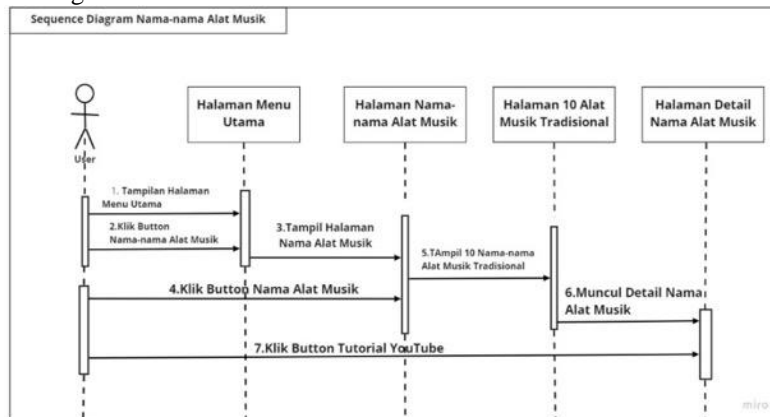 Sequence Diagram Nama-nama Alat Musik
Halaman Menu
Utama
Halaman Nama-
nama Alat Musik
Halaman 10 Alat
Musik Tradisional
Halaman Detail
Nama Alat Musik
User
1. Tampilan Halaman
Menu Utama
2.Klik Button
Nama-nama Alat Musik
3.Tampil Halaman
Nama Alat Musik
5.TAmpil 10 Nama-nama
Alat Musik Tradisional
4.Klik Button Nama Alat Musik
6.Muncul Detail Nama
Alat Musik
7.Klik Button Tutorial YouTube
miro